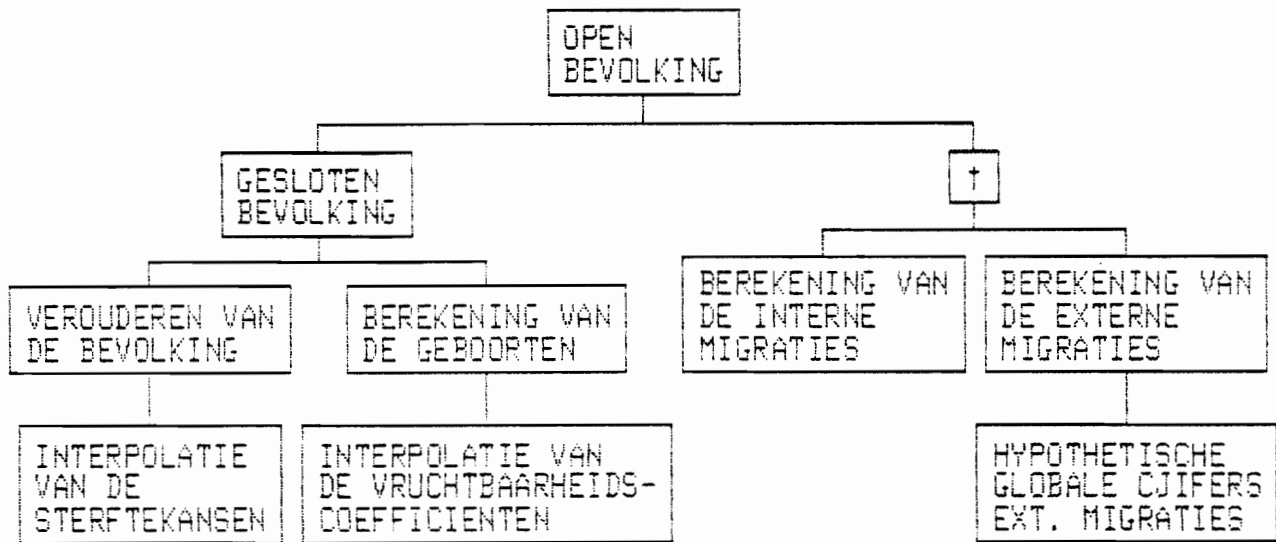 OPEN
BEVOLKING
GESLOTEN
BEVOLKING
†
VEROUDEREN VAN
DE BEVOLKING
BEREKENING VAN
DE GEBOORTEN
BEREKENING VAN
DE INTERNE
MIGRATIES
BEREKENING VAN
DE EXTERNE
MIGRATIES
INTERPOLATIE
VAN DE
STERFTEKANSEN
INTERPOLATIE VAN
DE VRUCHTBAARHEIDS-
COEFFICIENTEN
HYPOTHETISCHE
GLOBALE CJIFERS
EXT. MIGRATIES